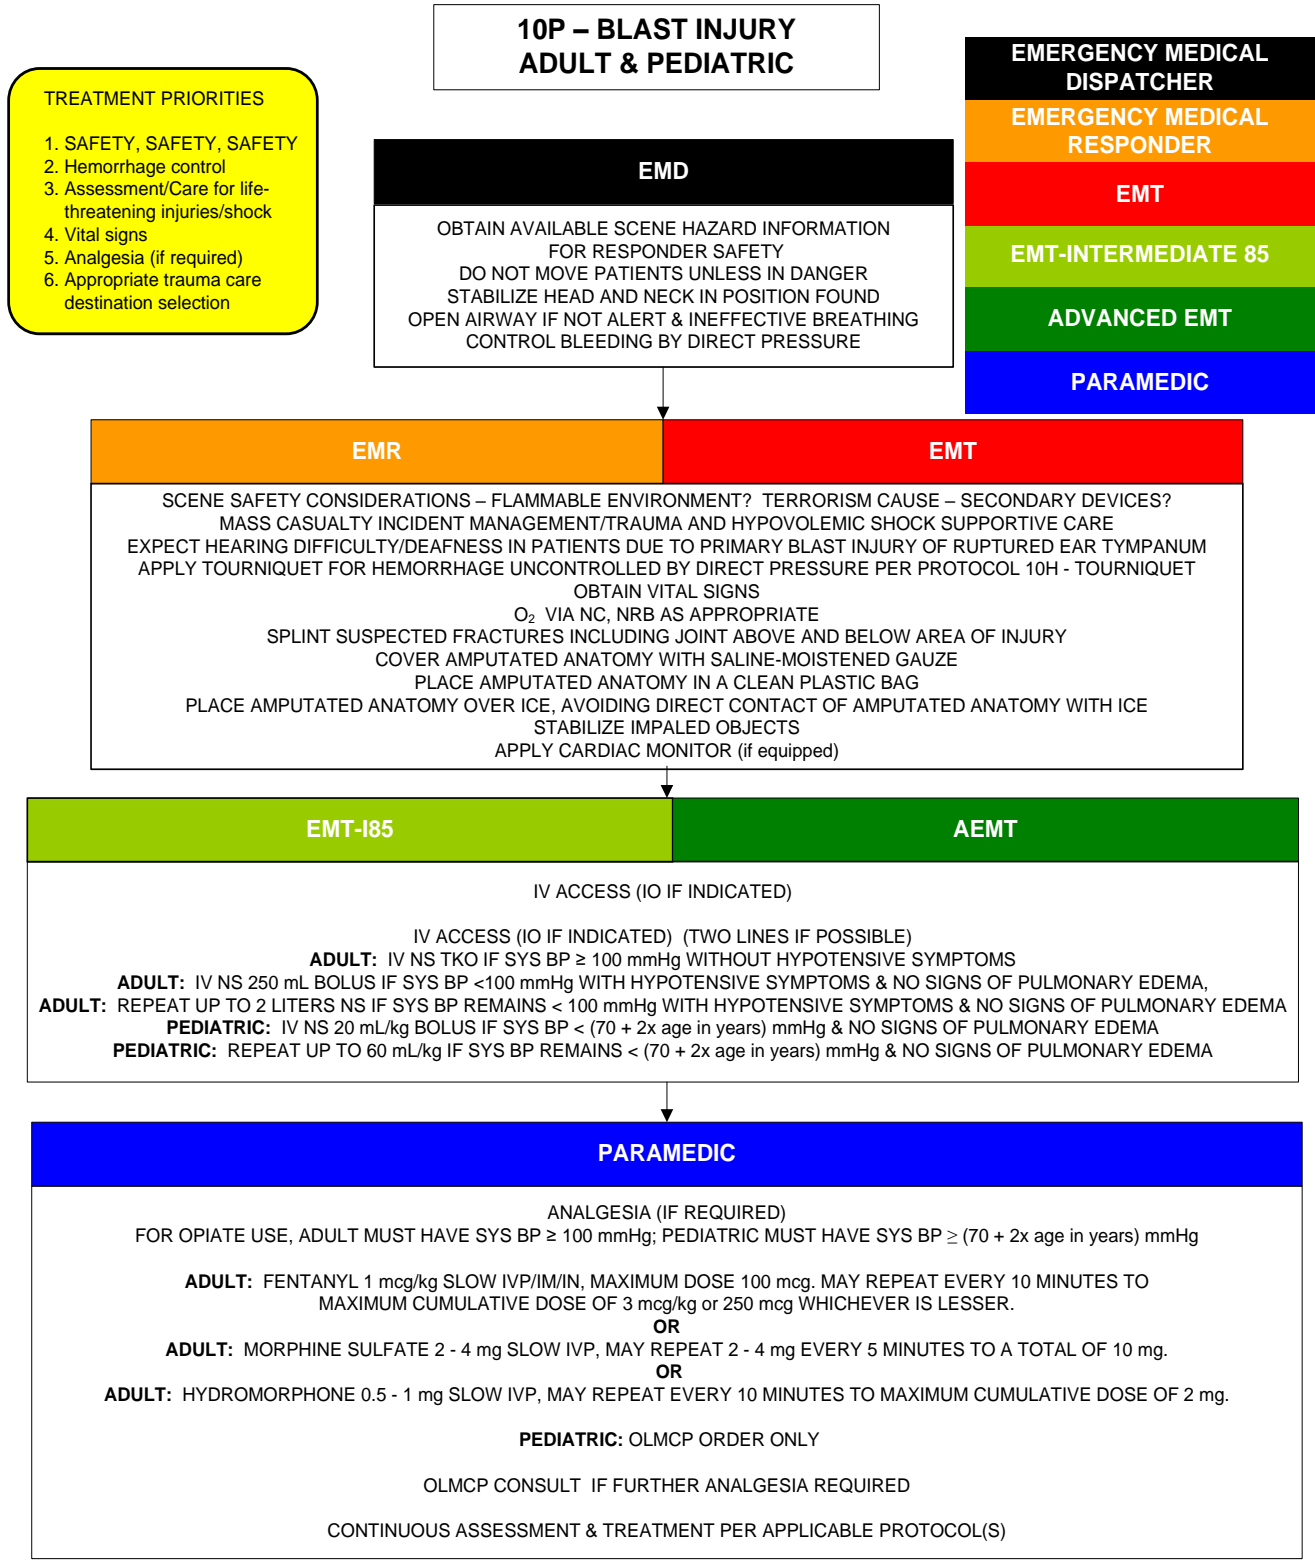 10P – BLAST INJURY
ADULT & PEDIATRIC
TREATMENT PRIORITIES
1. SAFETY, SAFETY, SAFETY
2. Hemorrhage control
3. Assessment/Care for life-
threatening injuries/shock
4. Vital signs
5. Analgesia (if required)
6. Appropriate trauma care
destination selection
EMERGENCY MEDICAL
DISPATCHER
EMERGENCY MEDICAL
RESPONDER
EMT
EMT-INTERMEDIATE 85
ADVANCED EMT
PARAMEDIC
EMD
OBTAIN AVAILABLE SCENE HAZARD INFORMATION
FOR RESPONDER SAFETY
DO NOT MOVE PATIENTS UNLESS IN DANGER
STABILIZE HEAD AND NECK IN POSITION FOUND
OPEN AIRWAY IF NOT ALERT & INEFFECTIVE BREATHING
CONTROL BLEEDING BY DIRECT PRESSURE
EMR
EMT
SCENE SAFETY CONSIDERATIONS – FLAMMABLE ENVIRONMENT?  TERRORISM CAUSE – SECONDARY DEVICES?
MASS CASUALTY INCIDENT MANAGEMENT/TRAUMA AND HYPOVOLEMIC SHOCK SUPPORTIVE CARE
EXPECT HEARING DIFFICULTY/DEAFNESS IN PATIENTS DUE TO PRIMARY BLAST INJURY OF RUPTURED EAR TYMPANUM
APPLY TOURNIQUET FOR HEMORRHAGE UNCONTROLLED BY DIRECT PRESSURE PER PROTOCOL 10H - TOURNIQUET
OBTAIN VITAL SIGNS
O₂  VIA NC, NRB AS APPROPRIATE
SPLINT SUSPECTED FRACTURES INCLUDING JOINT ABOVE AND BELOW AREA OF INJURY
COVER AMPUTATED ANATOMY WITH SALINE-MOISTENED GAUZE
PLACE AMPUTATED ANATOMY IN A CLEAN PLASTIC BAG
PLACE AMPUTATED ANATOMY OVER ICE, AVOIDING DIRECT CONTACT OF AMPUTATED ANATOMY WITH ICE
STABILIZE IMPALED OBJECTS
APPLY CARDIAC MONITOR (if equipped)
EMT-I85
AEMT
IV ACCESS (IO IF INDICATED)
IV ACCESS (IO IF INDICATED)  (TWO LINES IF POSSIBLE)
ADULT:  IV NS TKO IF SYS BP ≥ 100 mmHg WITHOUT HYPOTENSIVE SYMPTOMS
ADULT:  IV NS 250 mL BOLUS IF SYS BP <100 mmHg WITH HYPOTENSIVE SYMPTOMS & NO SIGNS OF PULMONARY EDEMA,
ADULT:  REPEAT UP TO 2 LITERS NS IF SYS BP REMAINS < 100 mmHg WITH HYPOTENSIVE SYMPTOMS & NO SIGNS OF PULMONARY EDEMA
PEDIATRIC:  IV NS 20 mL/kg BOLUS IF SYS BP < (70 + 2x age in years) mmHg & NO SIGNS OF PULMONARY EDEMA
PEDIATRIC:  REPEAT UP TO 60 mL/kg IF SYS BP REMAINS < (70 + 2x age in years) mmHg & NO SIGNS OF PULMONARY EDEMA
PARAMEDIC
ANALGESIA (IF REQUIRED)
FOR OPIATE USE, ADULT MUST HAVE SYS BP ≥ 100 mmHg; PEDIATRIC MUST HAVE SYS BP ≥ (70 + 2x age in years) mmHg
ADULT:  FENTANYL 1 mcg/kg SLOW IVP/IM/IN, MAXIMUM DOSE 100 mcg. MAY REPEAT EVERY 10 MINUTES TO
MAXIMUM CUMULATIVE DOSE OF 3 mcg/kg or 250 mcg WHICHEVER IS LESSER.
OR
ADULT:  MORPHINE SULFATE 2 - 4 mg SLOW IVP, MAY REPEAT 2 - 4 mg EVERY 5 MINUTES TO A TOTAL OF 10 mg.
OR
ADULT:  HYDROMORPHONE 0.5 - 1 mg SLOW IVP, MAY REPEAT EVERY 10 MINUTES TO MAXIMUM CUMULATIVE DOSE OF 2 mg.
PEDIATRIC: OLMCP ORDER ONLY
OLMCP CONSULT  IF FURTHER ANALGESIA REQUIRED
CONTINUOUS ASSESSMENT & TREATMENT PER APPLICABLE PROTOCOL(S)